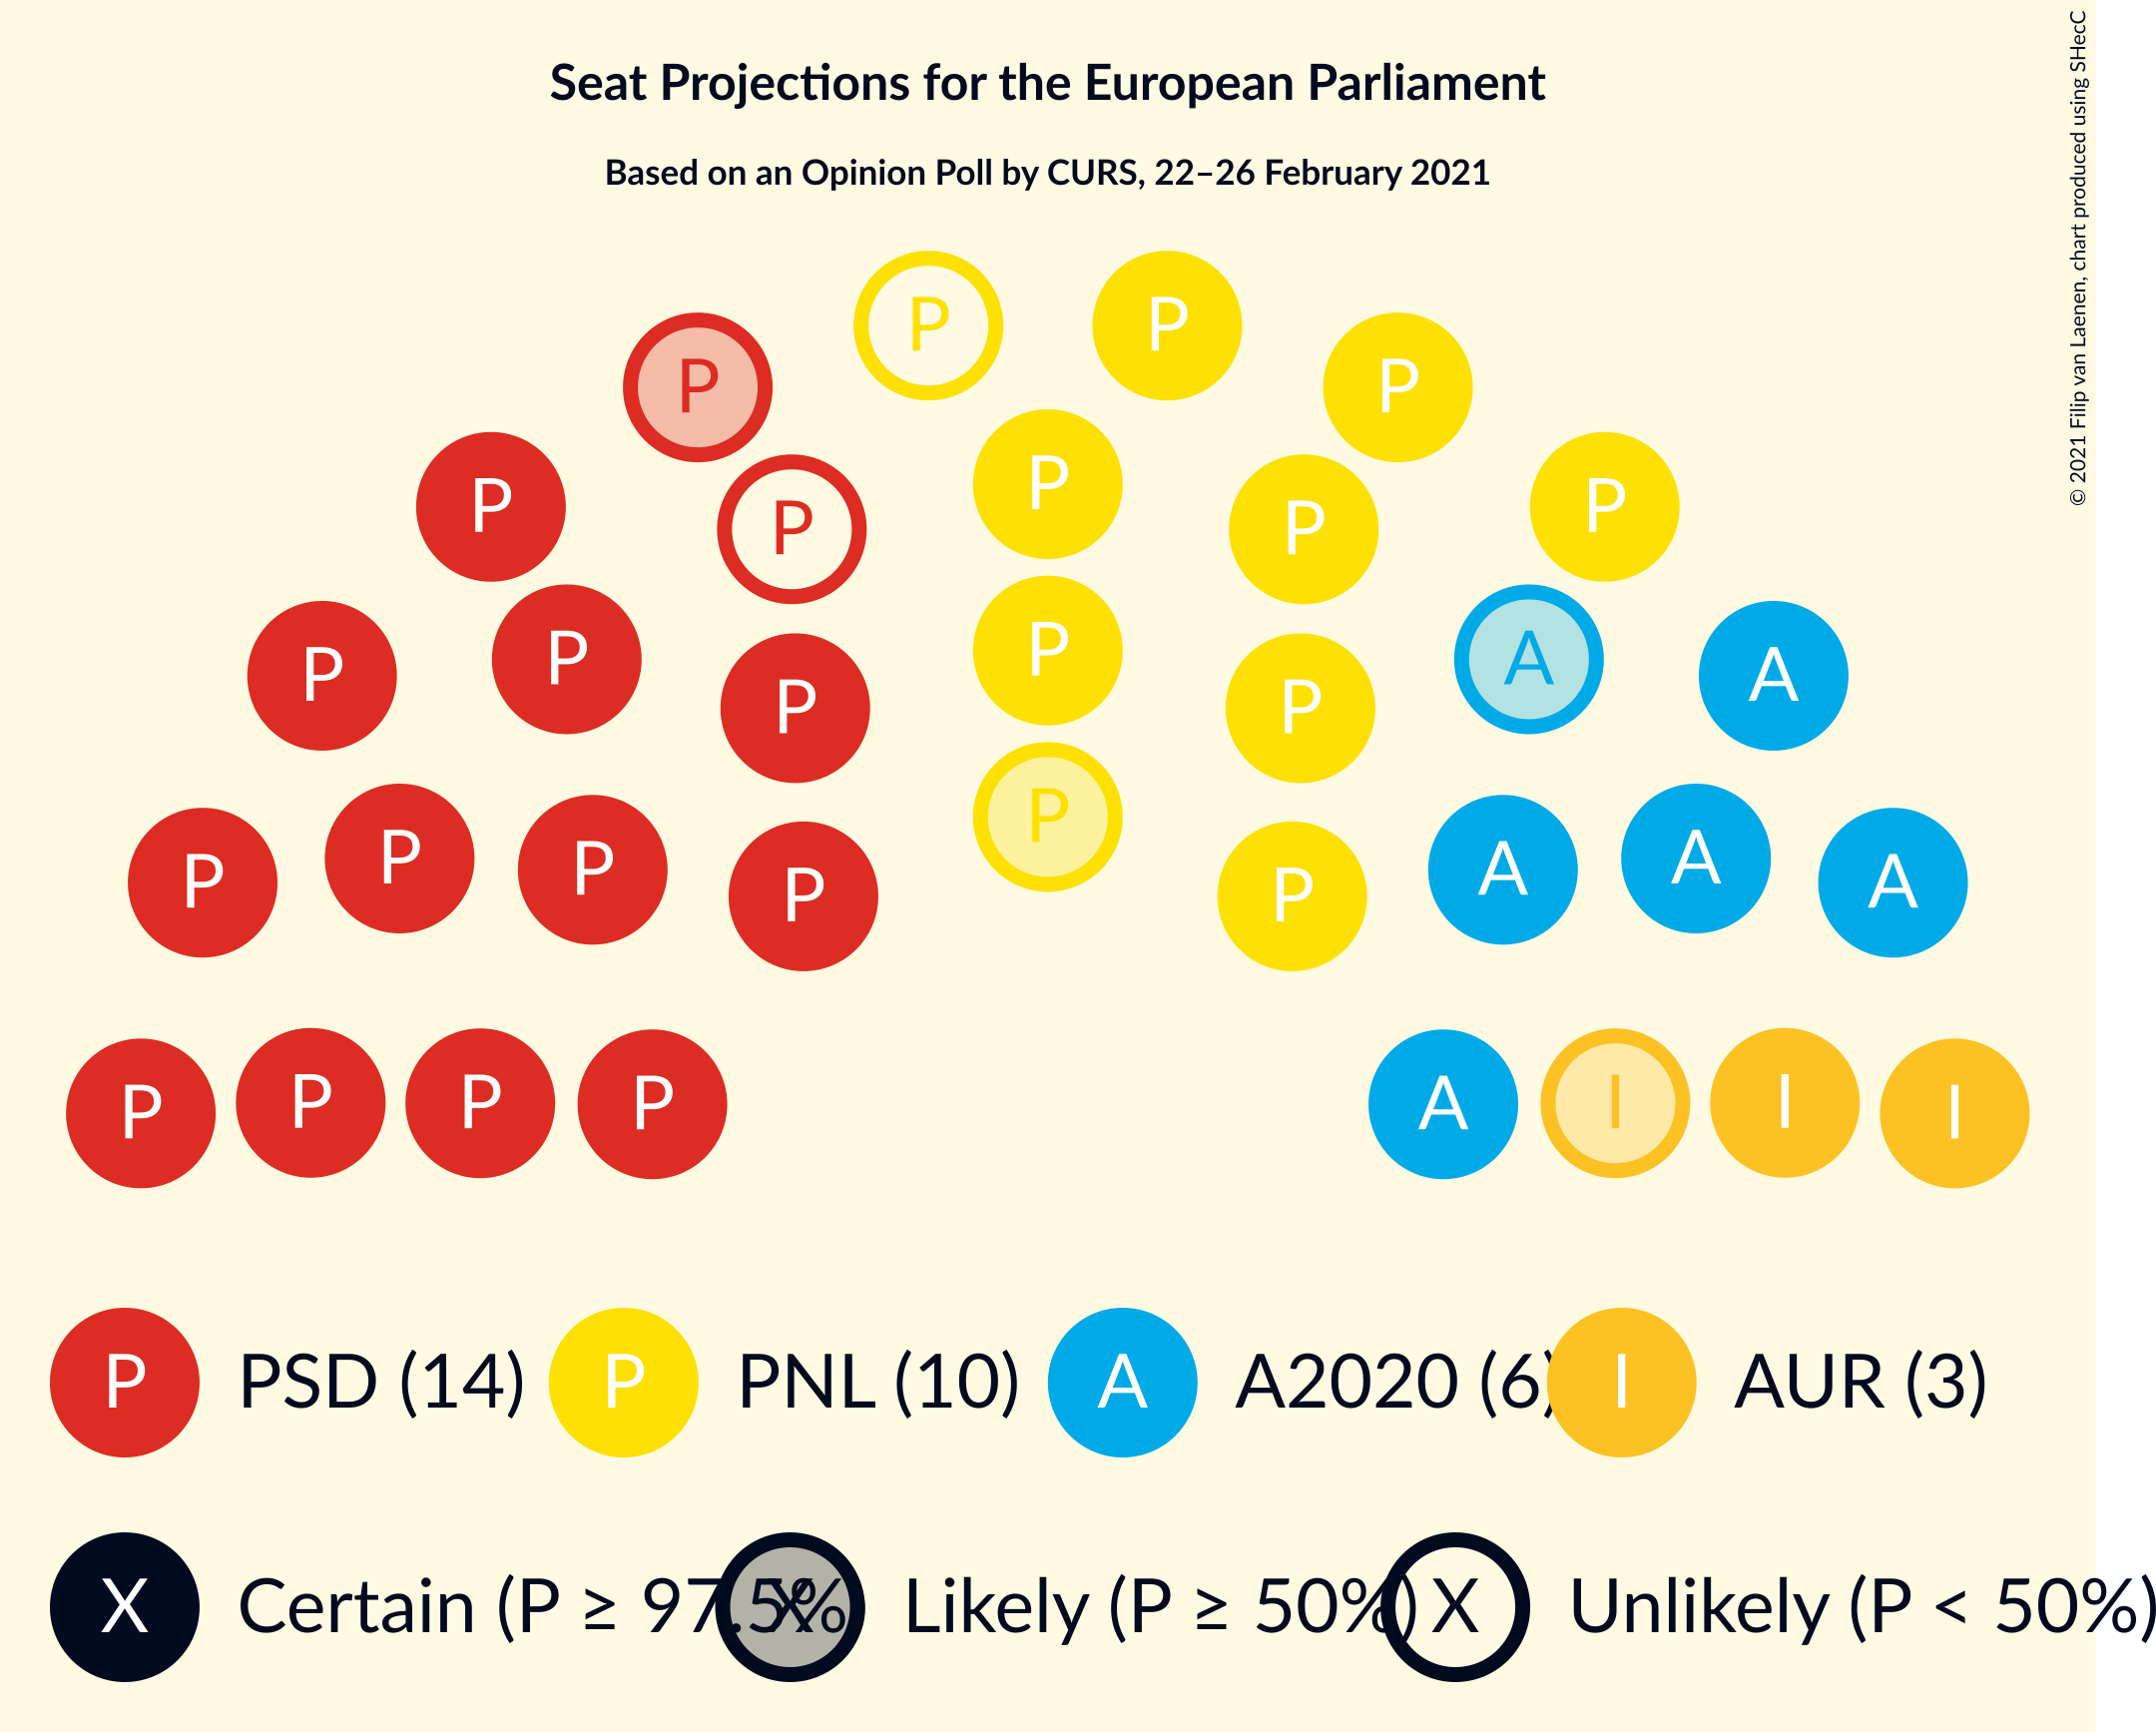 Seat Projections for the European Parliament
Based on an Opinion Poll by CURS, 22–26 February 2021
© 2021 Filip van Laenen, chart produced using SHecC
P P
P P
P P P
P P P P
P P
P P P P
A A
P
P P P P
P P
A A A
P P P P
A I I I
P PSD (14) P PNL (10) A A2020 (6) I AUR (3)
X Certain (P ≥ 97.5% X Likely (P ≥ 50%) X Unlikely (P < 50%)